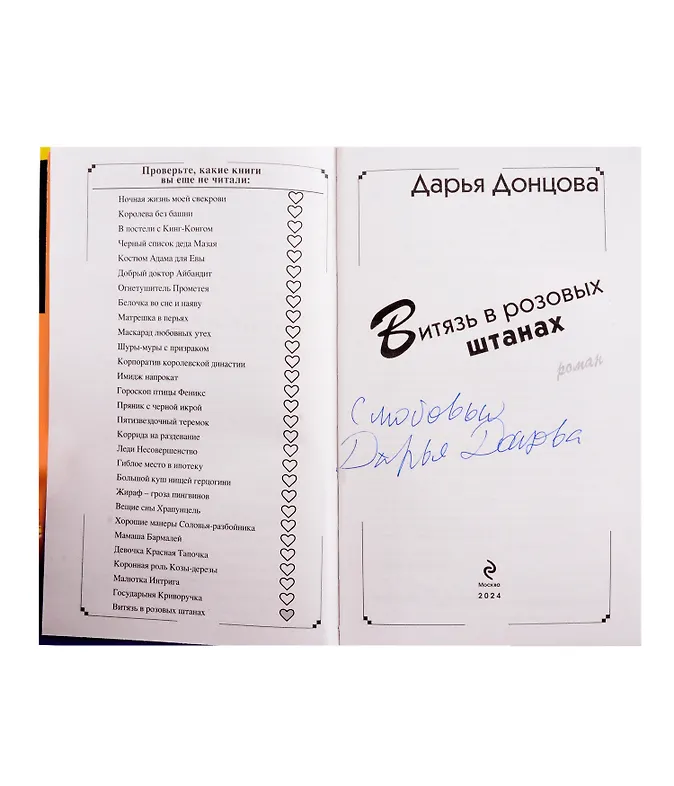 Проверьте, какие книги
вы еще не читали:
Ночная жизнь моей свекрови
Королева без башни
В постели с Кинг-Конгом
Черный список деда Мазая
Костюм Адама для Евы
Добрый доктор Айбандит
Огнетушитель Прометея
Белочка во сне и наяву
Матрешка в перьях
Маскарад любовных утех
Шуры-муры с призраком
Корпоратив королевской династии
Имидж напрокат
Гороскоп птицы Феникс
Пряник с черной икрой
Пятизвездочный теремок
Коррида на раздевание
Леди Несовершенство
Гиблое место в ипотеку
Большой куш нищей герцогини
Жираф – гроза пингвинов
Вещие сны Храпунцель
Хорошие манеры Соловья-разбойника
Мамаша Бармалей
Девочка Красная Тапочка
Коронная роль Козы-дерезы
Малютка Интрига
Государыня Криворучка
Витязь в розовых штанах
Дарья Донцова
Витязь в розовых
штанах
роман
С любовью
Дарья Донцова
Москва
2024